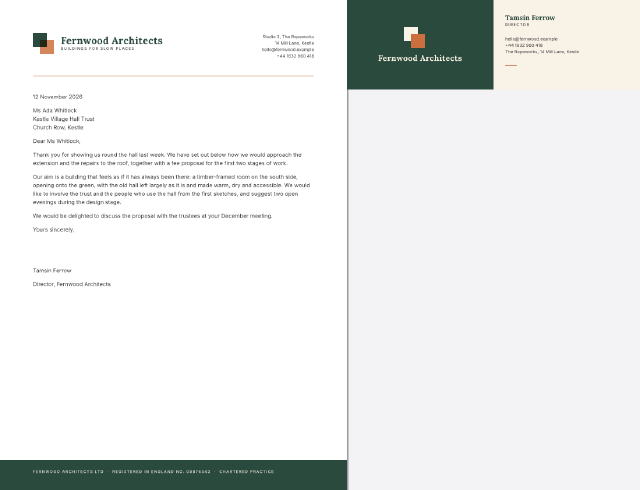 Fernwood Architects
BUILDINGS FOR SLOW PLACES
Studio 3, The Ropeworks
14 Mill Lane, Kestle
hello@fernwood.example
+44 1632 960 418
12 November 2026
Ms Ada Whitlock
Kestle Village Hall Trust
Church Row, Kestle
Dear Ms Whitlock,
Thank you for showing us round the hall last week. We have set out below how we would approach the
extension and the repairs to the roof, together with a fee proposal for the first two stages of work.
Our aim is a building that feels as if it has always been there: a timber-framed room on the south side,
opening onto the green, with the old hall left largely as it is and made warm, dry and accessible. We would
like to involve the trust and the people who use the hall from the first sketches, and suggest two open
evenings during the design stage.
We would be delighted to discuss the proposal with the trustees at your December meeting.
Yours sincerely,
Tamsin Ferrow
Director, Fernwood Architects
FERNWOOD ARCHITECTS LTD · REGISTERED IN ENGLAND NO. · CHARTERED PRACTICE
Fernwood Architects
Tamsin Ferrow
DIRECTOR
hello@fernwood.example
+44 1632 960 418
The Ropeworks, 14 Mill Lane, Kestle